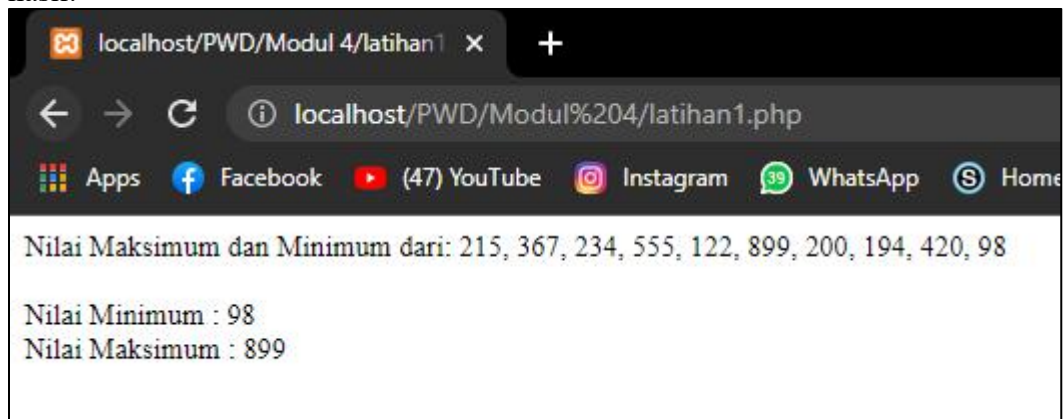 localhost/PWD/Modul 4/latihan1
localhost/PWD/Modul%204/latihan1.php
Apps Facebook (47) YouTube Instagram 39 WhatsApp S Home
Nilai Maksimum dan Minimum dari: 215, 367, 234, 555, 122, 899, 200, 194, 420, 98
Nilai Minimum : 98
Nilai Maksimum : 899